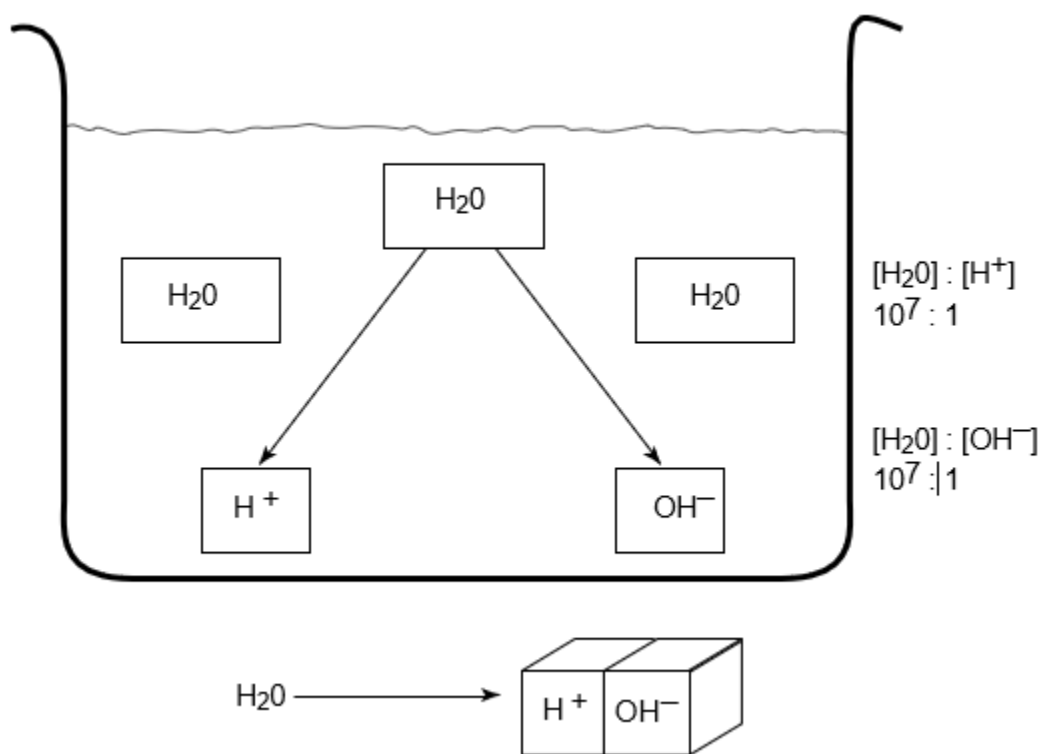 H20
H20
H20
[H20] : [H+]
10^7 : 1
H+
OH–
[H20] : [OH–]
10^7 :|1
H20
H+
OH–